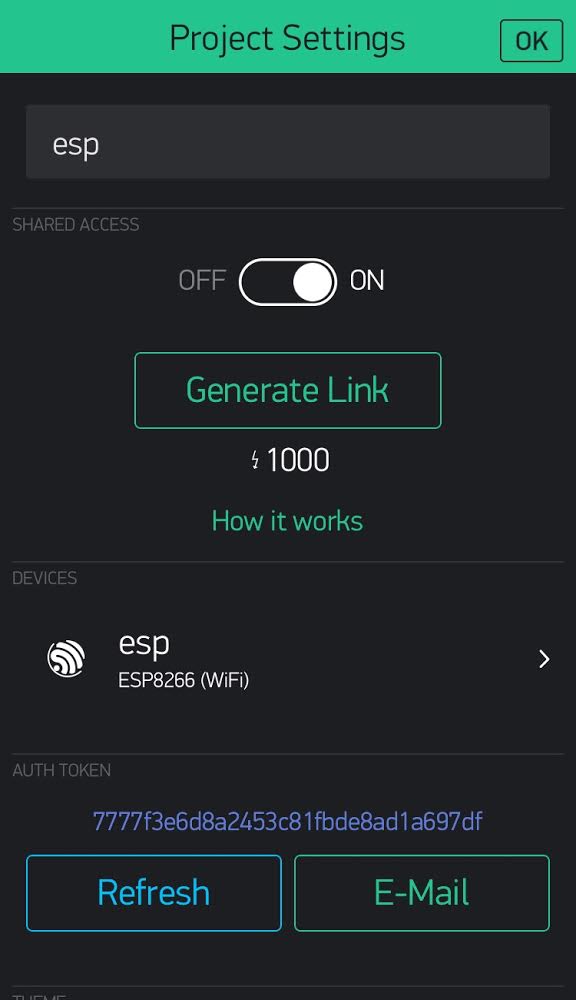 Project Settings
OK
esp
SHARED ACCESS
OFF ON
Generate Link
1000
How it works
DEVICES
esp
ESP8266 (WiFi)
AUTH TOKEN
7777f3e6d8a2453c81fbde8ad1a697df
Refresh E-Mail
THEME